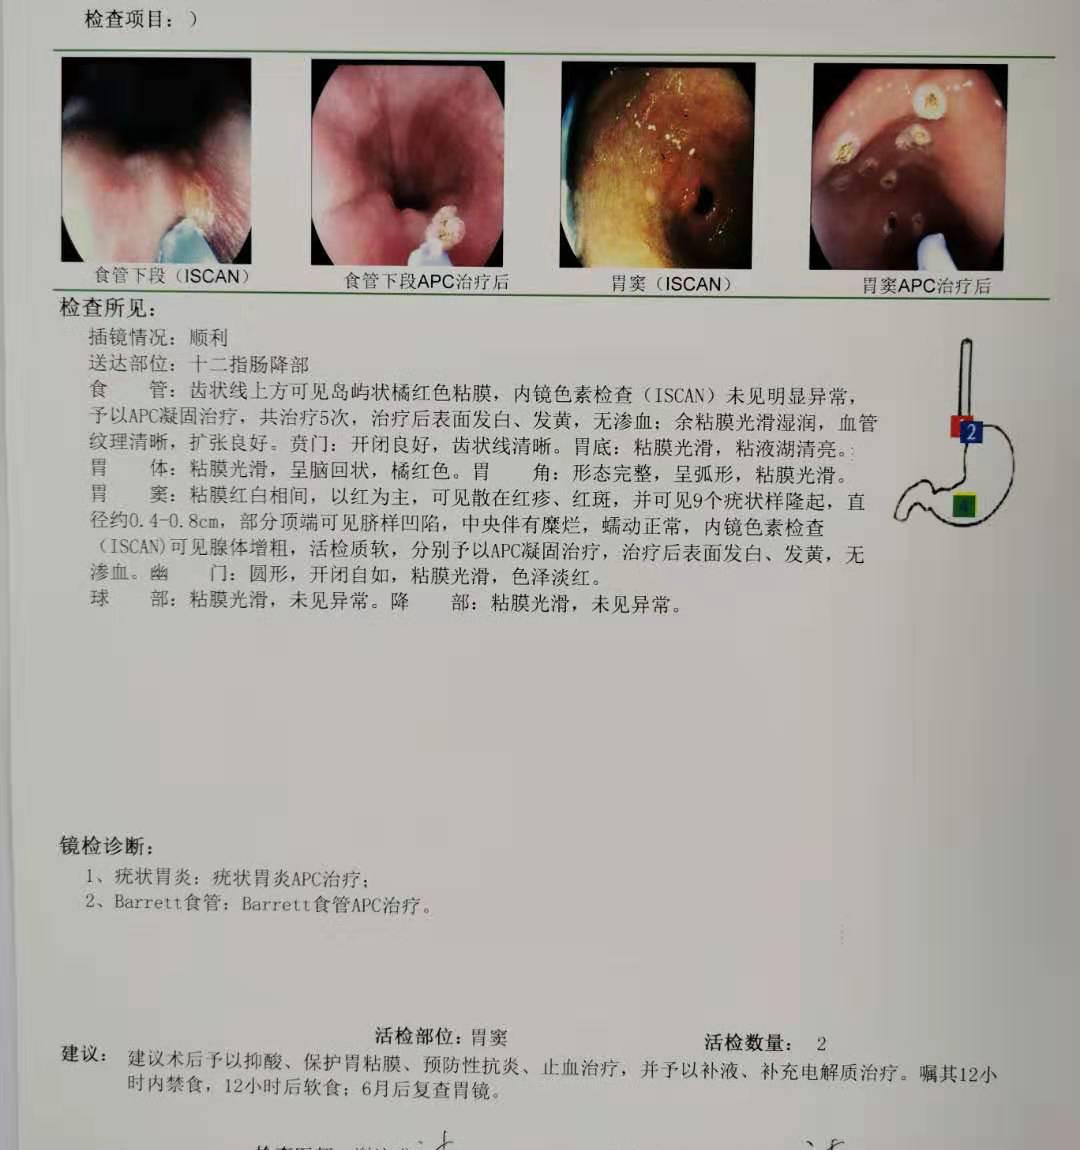 检查项目：）
食管下段（ISCAN）
食管下段APC治疗后
胃窦（ISCAN）
胃窦APC治疗后
检查所见：
插镜情况：顺利
送达部位：十二指肠降部
食 管：齿状线上方可见岛屿状橘红色粘膜，内镜色素检查（ISCAN）未见明显异常，
予以APC凝固治疗，共治疗5次，治疗后表面发白、发黄，无渗血；余粘膜光滑湿润，血管
纹理清晰，扩张良好。贲门：开闭良好，齿状线清晰。胃底：粘膜光滑，粘液湖清亮。
胃 体：粘膜光滑，呈脑回状，橘红色。胃 角：形态完整，呈弧形，粘膜光滑。
胃 窦：粘膜红白相间，以红为主，可见散在红疹、红斑，并可见9个疣状样隆起，直
径约0.4-0.8cm，部分顶端可见脐样凹陷，中央伴有糜烂，蠕动正常，内镜色素检查
（ISCAN)可见腺体增粗，活检质软，分别予以APC凝固治疗，治疗后表面发白、发黄，无
渗血。幽 门：圆形，开闭自如，粘膜光滑，色泽淡红。
球 部：粘膜光滑，未见异常。降 部：粘膜光滑，未见异常。
2
4
镜检诊断：
1、疣状胃炎：疣状胃炎APC治疗；
2、Barrett食管：Barrett食管APC治疗。
活检部位：胃窦
活检数量： 2
建议： 建议术后予以抑酸、保护胃粘膜、预防性抗炎、止血治疗，并予以补液、补充电解质治疗。嘱其12小
时内禁食，12小时后软食；6月后复查胃镜。